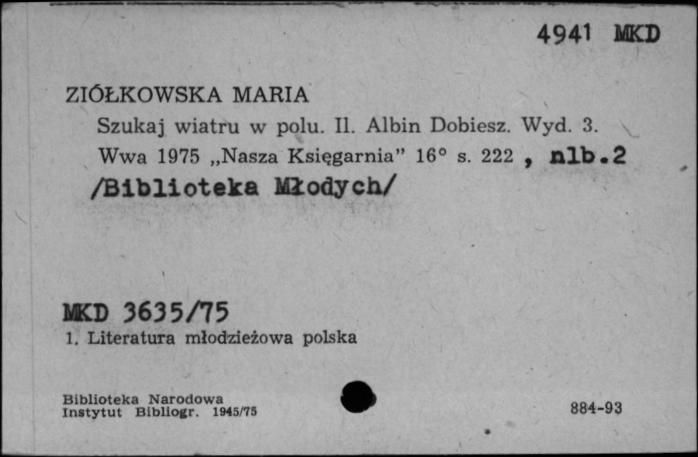 4941 MKD
ZIÓŁKOWSKA MARIA
Szukaj wiatru w polu. Il. Albin Dobiesz. Wyd. 3.
Wwa 1975 „Nasza Księgarnia” 16° s. 222 , nlb.2
/Biblioteka Młodych/
MKD 3635/75
1. Literatura młodzieżowa polska
Biblioteka Narodowa
Instytut Bibliogr. 1945/75
884-93